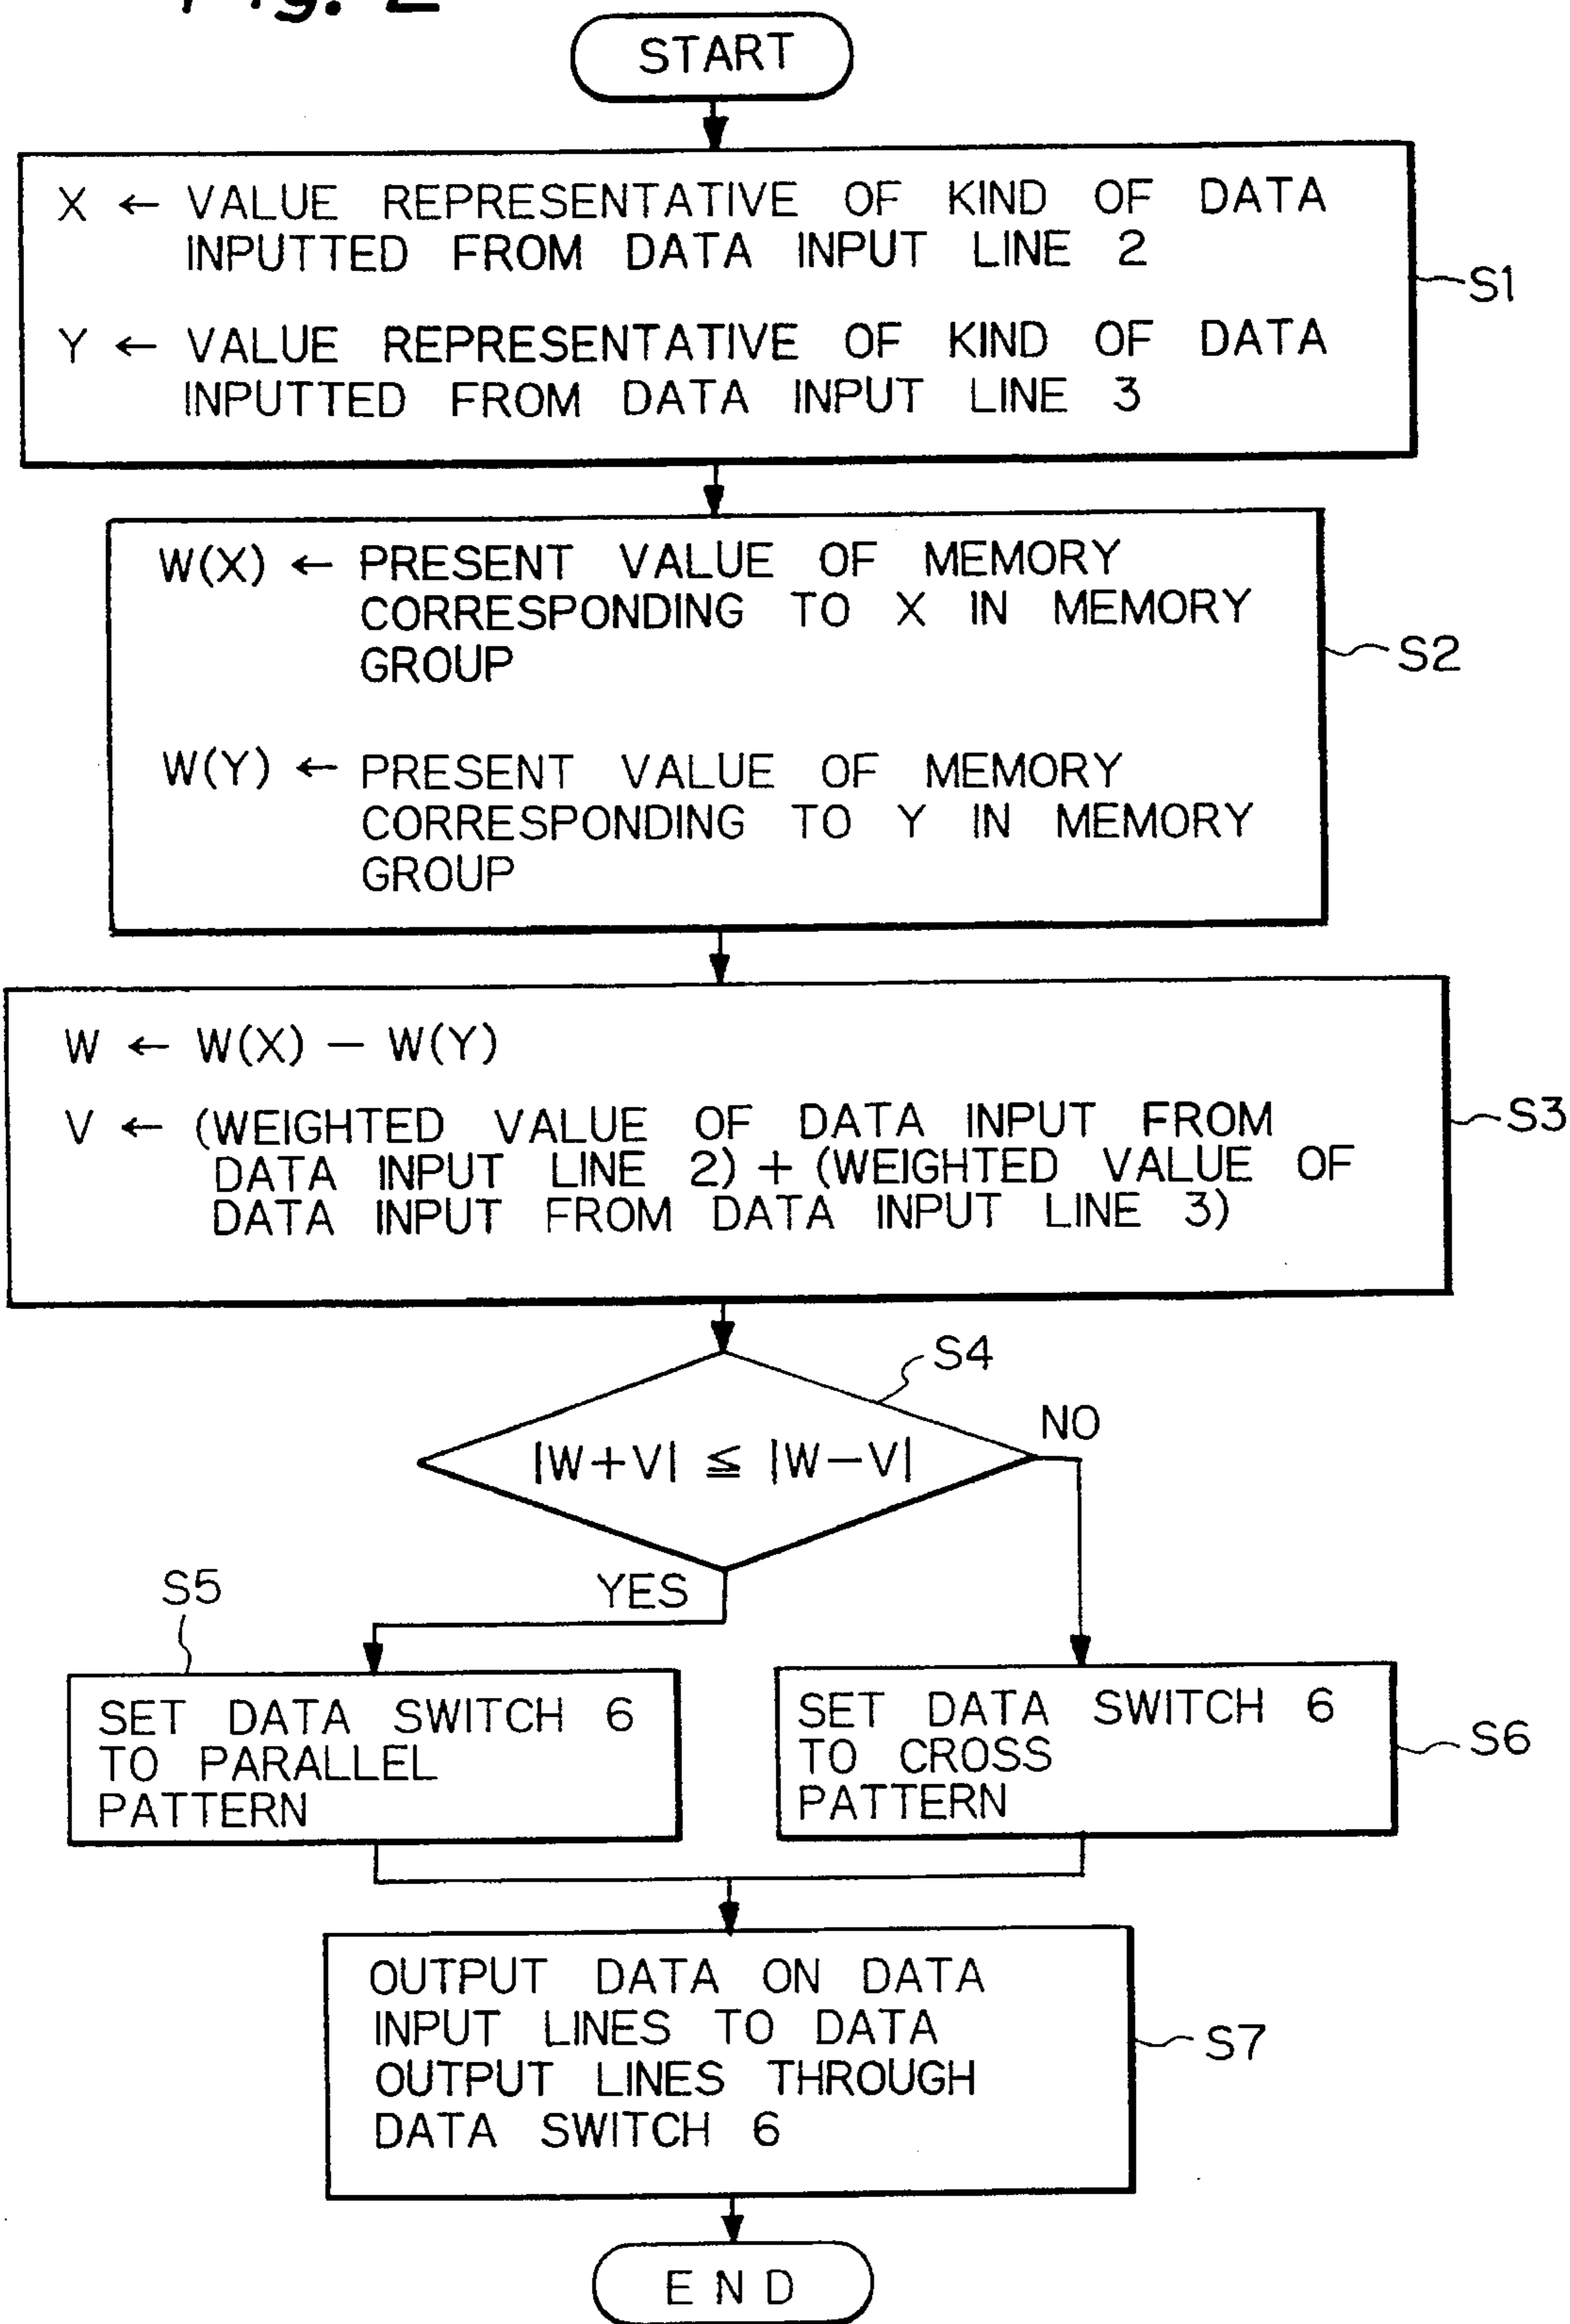 Fig. 2
START
X ← VALUE REPRESENTATIVE OF KIND OF DATA
INPUTTED FROM DATA INPUT LINE 2
Y ← VALUE REPRESENTATIVE OF KIND OF DATA
INPUTTED FROM DATA INPUT LINE 3
S1
W(X) ← PRESENT VALUE OF MEMORY
CORRESPONDING TO X IN MEMORY
GROUP
W(Y) ← PRESENT VALUE OF MEMORY
CORRESPONDING TO Y IN MEMORY
GROUP
S2
W ← W(X) − W(Y)
V ← (WEIGHTED VALUE OF DATA INPUT FROM
DATA INPUT LINE 2) + (WEIGHTED VALUE OF
DATA INPUT FROM DATA INPUT LINE 3)
S3
S4
|W+V| ≦ |W−V|
NO
YES
S5
SET DATA SWITCH 6
TO PARALLEL
PATTERN
SET DATA SWITCH 6
TO CROSS
PATTERN
S6
OUTPUT DATA ON DATA
INPUT LINES TO DATA
OUTPUT LINES THROUGH
DATA SWITCH 6
S7
END